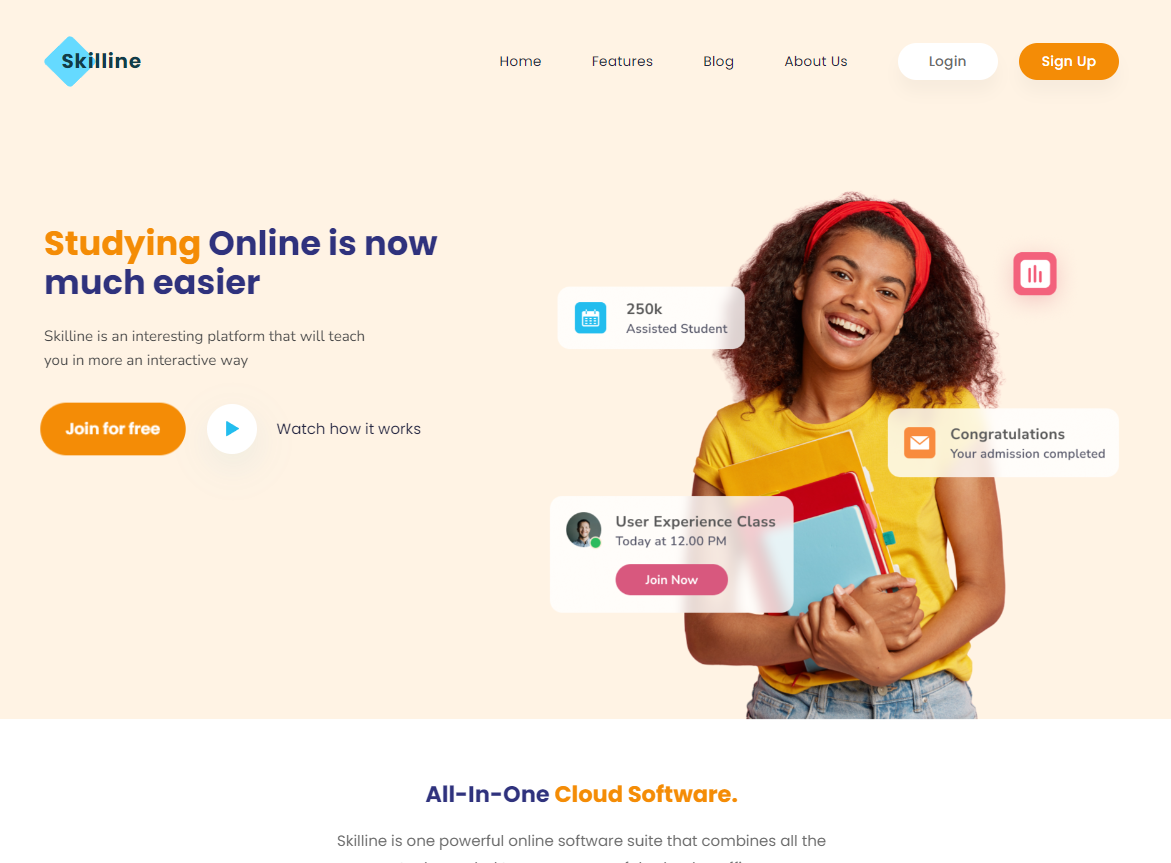 Skilline
Home
Features
Blog
About Us
Login
Sign Up
Studying Online is now
much easier
Skilline is an interesting platform that will teach
you in more an interactive way
Join for free
Watch how it works
250k
Assisted Student
Congratulations
Your admission completed
User Experience Class
Today at 12.00 PM
Join Now
All-In-One Cloud Software.
Skilline is one powerful online software suite that combines all the